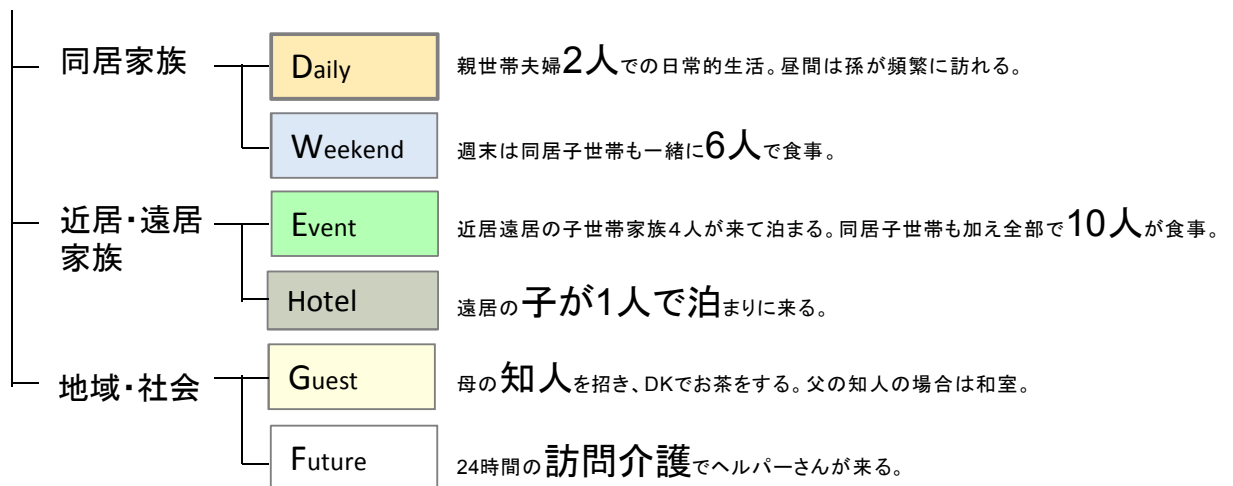 同居家族
Daily
親世帯夫婦2人での日常的生活。昼間は孫が頻繁に訪れる。
Weekend
週末は同居子世帯も一緒に6人で食事。
近居・遠居
家族
Event
近居遠居の子世帯家族4人が来て泊まる。同居子世帯も加え全部で10人が食事。
Hotel
遠居の子が1人で泊まりに来る。
地域・社会
Guest
母の知人を招き、DKでお茶をする。父の知人の場合は和室。
Future
24時間の訪問介護でヘルパーさんが来る。